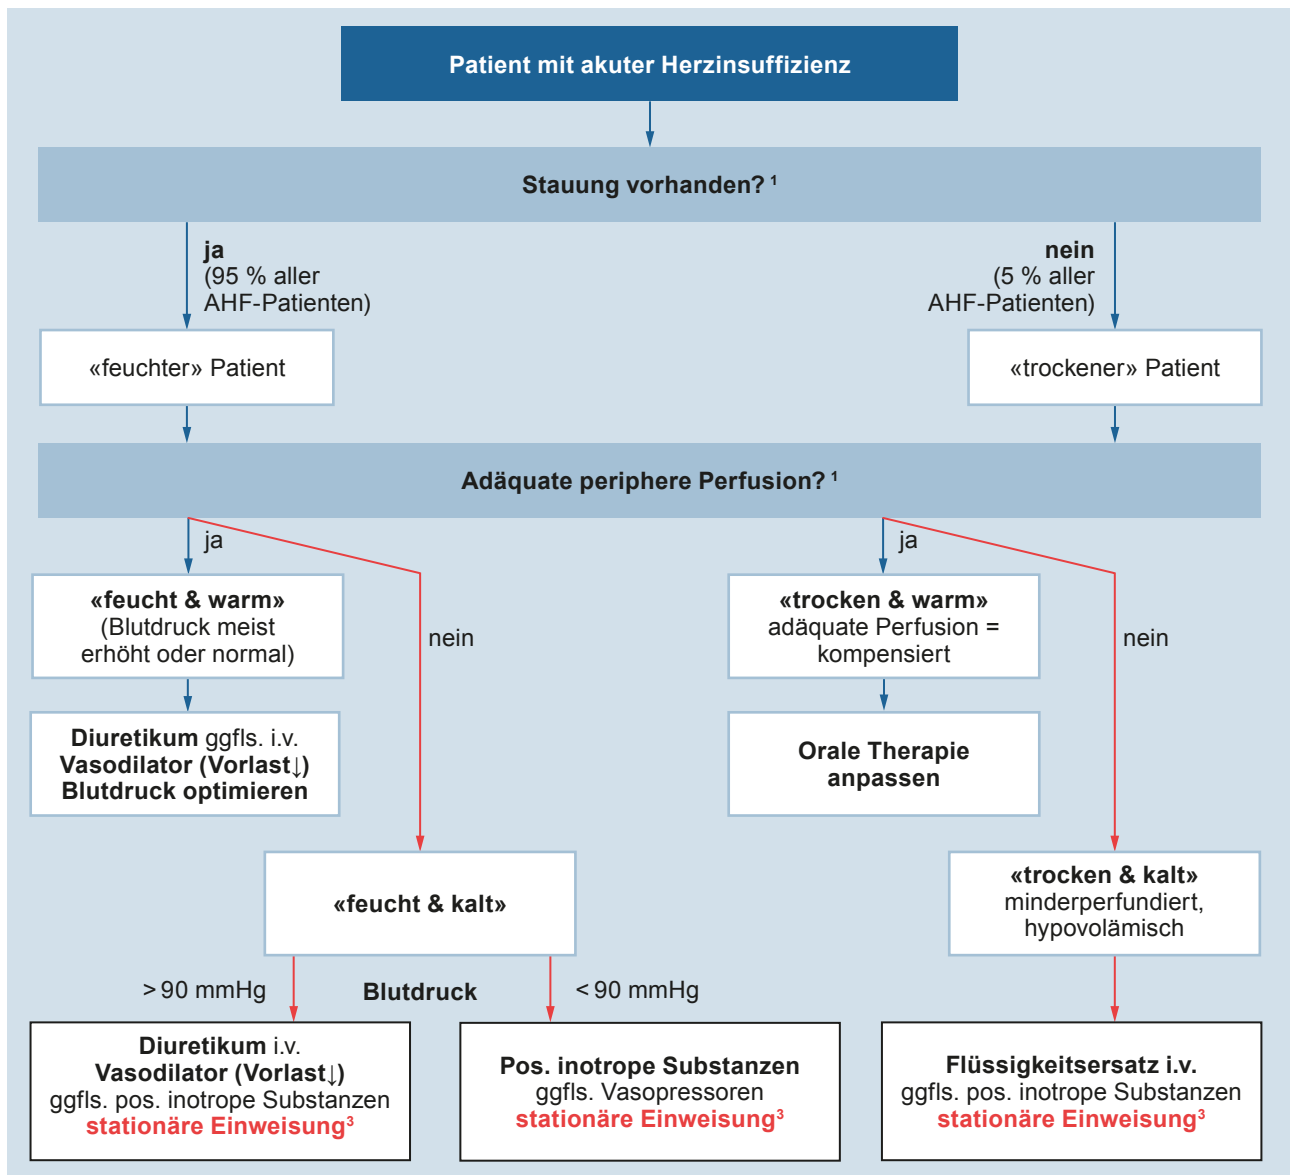 Patient mit akuter Herzinsuffizienz
Stauung vorhanden? ¹
ja
(95 % aller
AHF-Patienten)
nein
(5 % aller
AHF-Patienten)
«feuchter» Patient
«trockener» Patient
Adäquate periphere Perfusion? ¹
ja
nein
ja
nein
«feucht & warm»
(Blutdruck meist
erhöht oder normal)
«trocken & warm»
adäquate Perfusion =
kompensiert
Diuretikum ggfls. i.v.
Vasodilator (Vorlast↓)
Blutdruck optimieren
Orale Therapie
anpassen
«feucht & kalt»
«trocken & kalt»
minderperfundiert,
hypovolämisch
> 90 mmHg
Blutdruck
< 90 mmHg
Diuretikum i.v.
Vasodilator (Vorlast↓)
ggfls. pos. inotrope Substanzen
stationäre Einweisung³
Pos. inotrope Substanzen
ggfls. Vasopressoren
stationäre Einweisung³
Flüssigkeitsersatz i.v.
ggfls. pos. inotrope Substanzen
stationäre Einweisung³